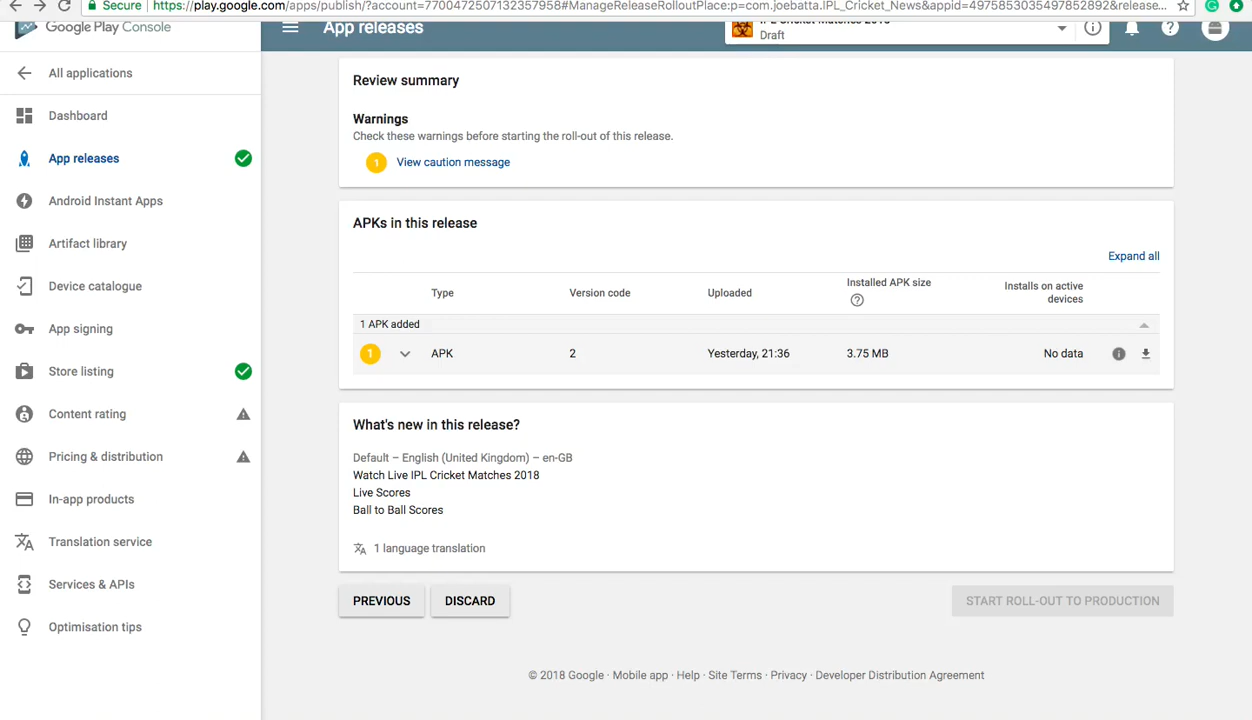 Secure https://play.google.com/apps/publish/?account=7700472507132357958#ManageReleaseRolloutPlace:p=com.joebatta.IPL_Cricket_News&appid=4975853035497852892&release...
Google Play Console
App releases
IPL Cricket Matches 2018
Draft
All applications
Dashboard
App releases
Android Instant Apps
Artifact library
Device catalogue
App signing
Store listing
Content rating
Pricing & distribution
In-app products
Translation service
Services & APIs
Optimisation tips
Review summary
Warnings
Check these warnings before starting the roll-out of this release.
1 View caution message
APKs in this release
Expand all
Type Version code Uploaded Installed APK size Installs on active
devices
1 APK added
1 APK 2 Yesterday, 21:36 3.75 MB No data
What's new in this release?
Default – English (United Kingdom) – en-GB
Watch Live IPL Cricket Matches 2018
Live Scores
Ball to Ball Scores
1 language translation
PREVIOUS DISCARD START ROLL-OUT TO PRODUCTION
© 2018 Google · Mobile app · Help · Site Terms · Privacy · Developer Distribution Agreement